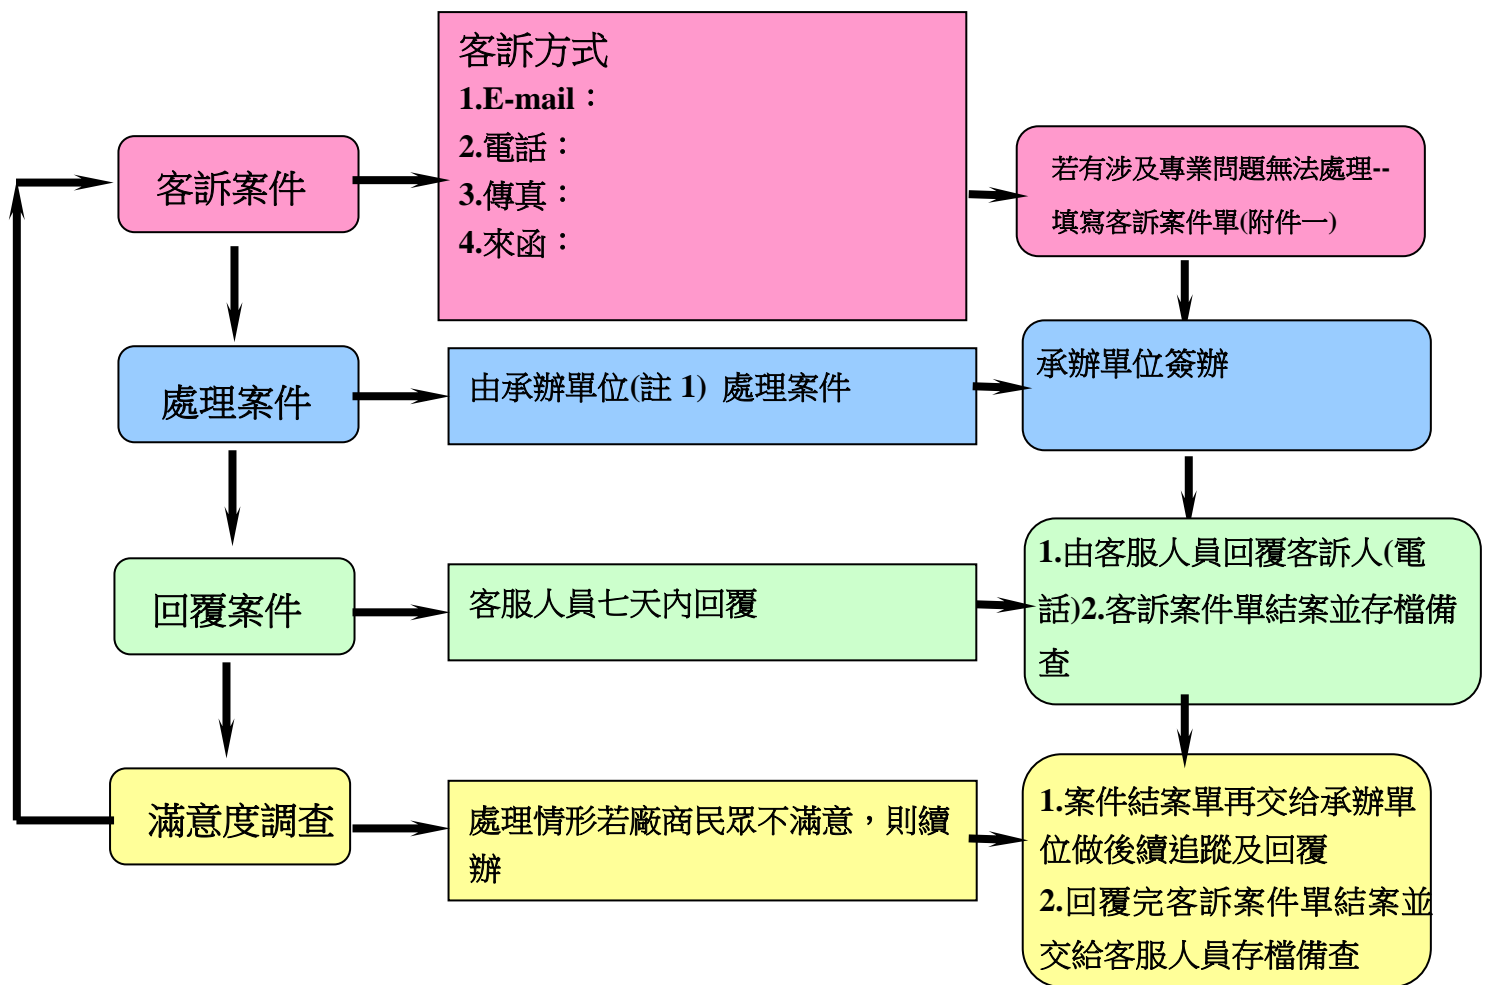 客訴案件
客訴方式
1.E-mail：
2.電話：
3.傳真：
4.來函：
若有涉及專業問題無法處理--
填寫客訴案件單(附件一)
處理案件
由承辦單位(註 1) 處理案件
承辦單位簽辦
回覆案件
客服人員七天內回覆
1.由客服人員回覆客訴人(電
話)2.客訴案件單結案並存檔備
查
滿意度調查
處理情形若廠商民眾不滿意，則續
辦
1.案件結案單再交给承辦單
位做後續追蹤及回覆
2.回覆完客訴案件單結案並
交給客服人員存檔備查